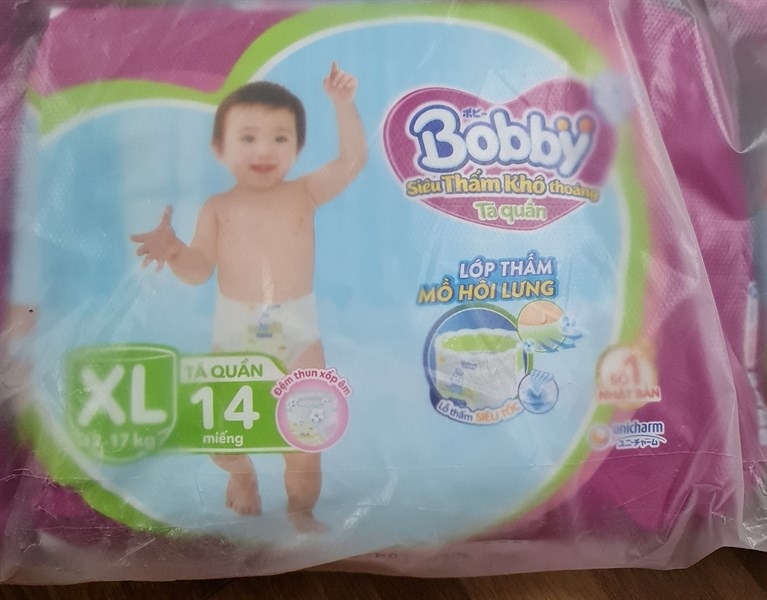 ボビー
Bobby
Siêu Thấm Khô thoáng
Tã quần
LỚP THẤM
MỒ HÔI LƯNG
Lỗ thấm SIÊU TỐC
XL
17 kg
TÃ QUẦN
14
miếng
Đệm thun xốp êm
SỐ 1
NHẬT BẢN
unicharm
ユニ・チャーム